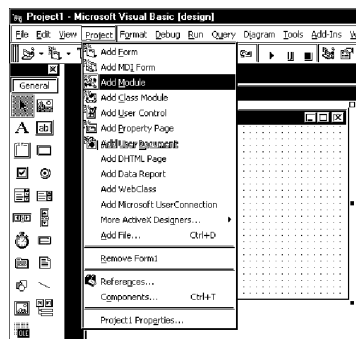 Project1 - Microsoft Visual Basic [design]
File Edit View Project Format Debug Run Query Diagram Tools Add-Ins
Add Form
Add MDI Form
General
Add Module
Add Class Module
Add User Control
Add Property Page
Add User Document
Add DHTML Page
Add Data Report
Add WebClass
Add Microsoft UserConnection
More ActiveX Designers...
Add File... Ctrl+D
Remove Form1
References...
Components... Ctrl+T
Project1 Properties...